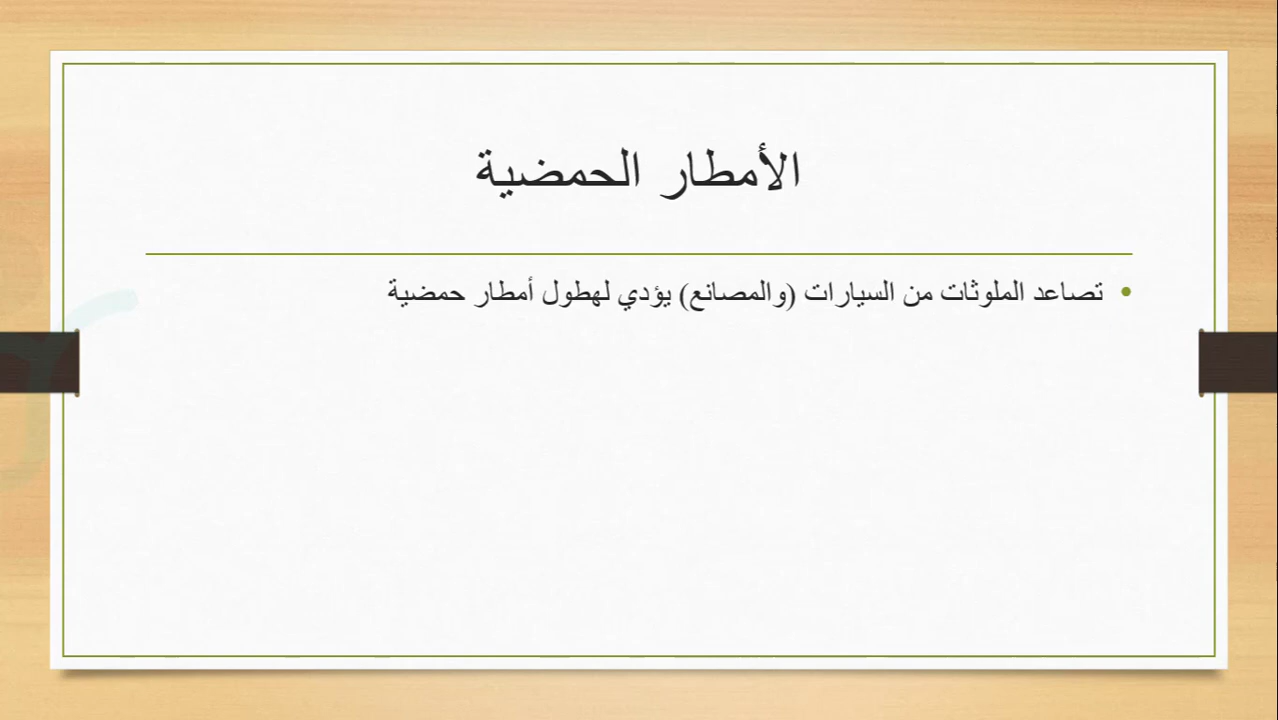 الأمطار الحمضية
• تصاعد الملوثات من السيارات (والمصانع) يؤدي لهطول أمطار حمضية